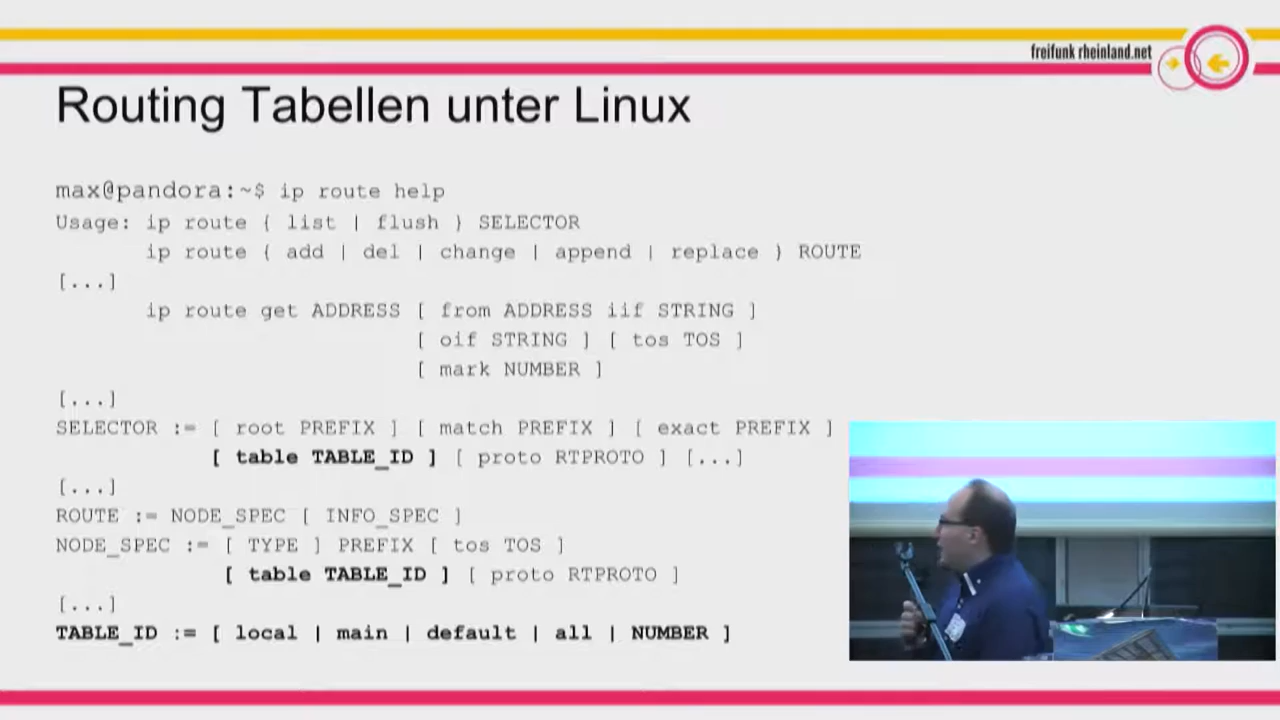 freifunk rheinland.net
Routing Tabellen unter Linux
max@pandora:~$ ip route help
Usage: ip route { list | flush } SELECTOR
ip route { add | del | change | append | replace } ROUTE
[...]
ip route get ADDRESS [ from ADDRESS iif STRING ]
[ oif STRING ] [ tos TOS ]
[ mark NUMBER ]
[...]
SELECTOR := [ root PREFIX ] [ match PREFIX ] [ exact PREFIX ]
[ table TABLE_ID ] [ proto RTPROTO ] [...]
[...]
ROUTE := NODE_SPEC [ INFO_SPEC ]
NODE_SPEC := [ TYPE ] PREFIX [ tos TOS ]
[ table TABLE_ID ] [ proto RTPROTO ]
[...]
TABLE_ID := [ local | main | default | all | NUMBER ]